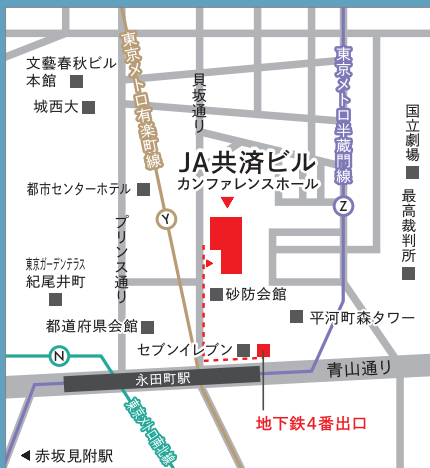 文藝春秋ビル
本館
城西大
東京メトロ有楽町線
貝坂通り
東京メトロ半蔵門線
国立劇場
最高裁判所
JA共済ビル
カンファレンスホール
都市センターホテル
Y
Z
プリンス通り
東京ガーデンテラス
紀尾井町
砂防会館
都道府県会館
平河町森タワー
セブンイレブン
N
永田町駅
青山通り
東京メトロ南北線
地下鉄4番出口
赤坂見附駅